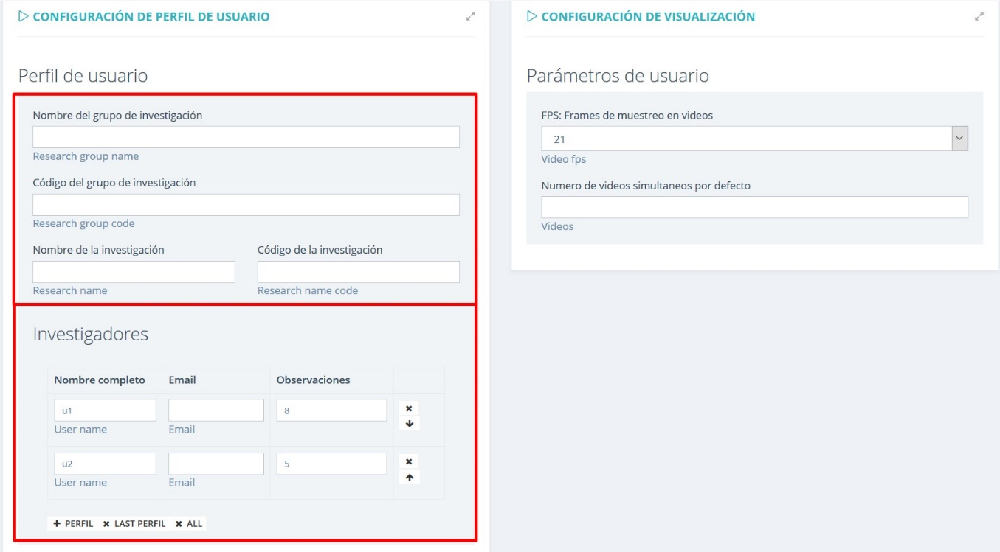 CONFIGURACIÓN DE PERFIL DE USUARIO
Perfil de usuario
Nombre del grupo de investigación
Research group name
Código del grupo de investigación
Research group code
Nombre de la investigación Código de la investigación
Research name Research name code
Investigadores
Nombre completo Email Observaciones
u1 8
User name Email
u2 5
User name Email
+ PERFIL × LAST PERFIL × ALL
CONFIGURACIÓN DE VISUALIZACIÓN
Parámetros de usuario
FPS: Frames de muestreo en videos
21
Video fps
Numero de videos simultaneos por defecto
Videos